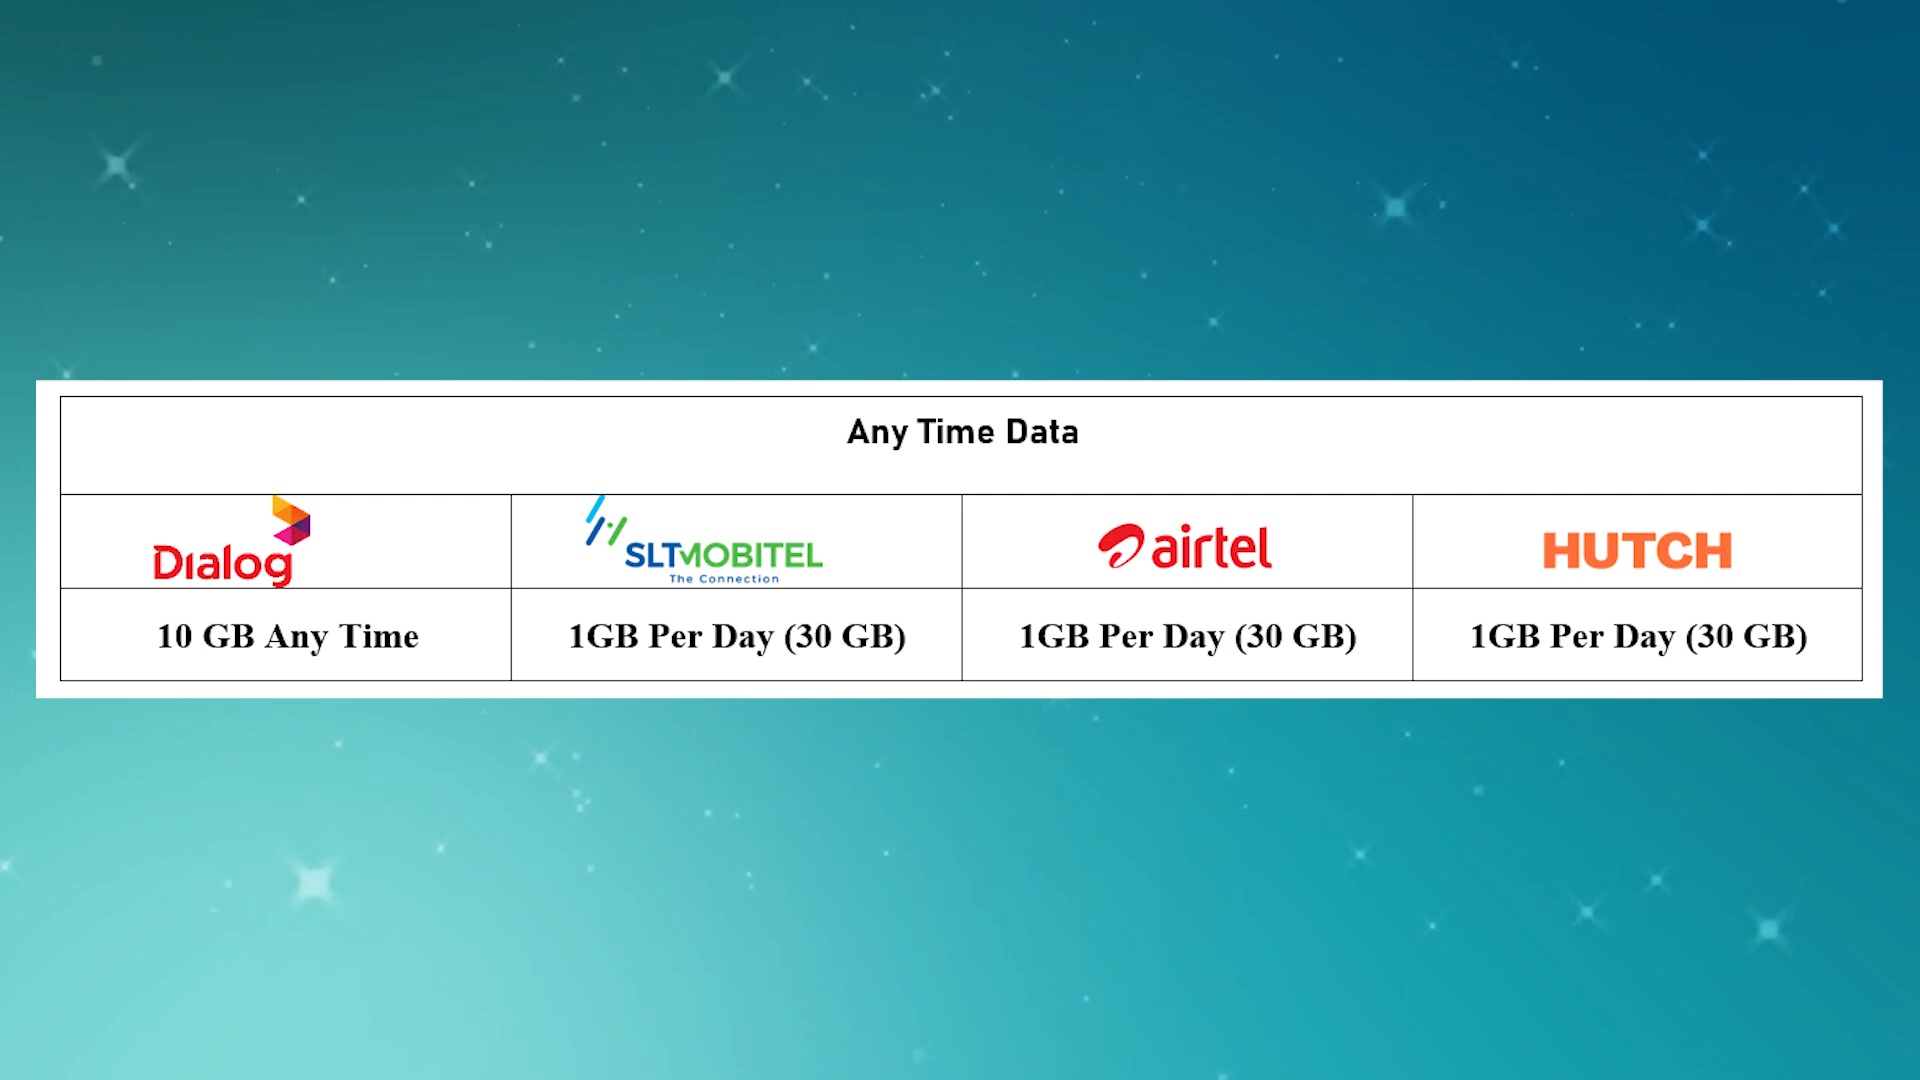 Any Time Data
Dialog
SLTMOBITEL
The Connection
airtel
HUTCH
10 GB Any Time
1GB Per Day (30 GB)
1GB Per Day (30 GB)
1GB Per Day (30 GB)